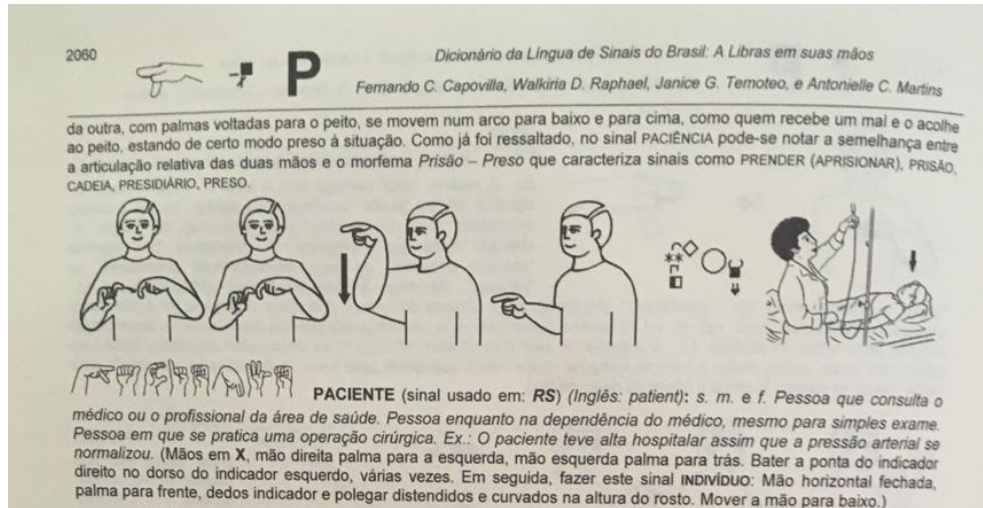 2060
P
Dicionário da Língua de Sinais do Brasil: A Libras em suas mãos
Fernando C. Capovilla, Walkiria D. Raphael, Janice G. Temoteo, e Antonielle C. Martins
da outra, com palmas voltadas para o peito, se movem num arco para baixo e para cima, como quem recebe um mal e o acolhe
ao peito, estando de certo modo preso à situação. Como já foi ressaltado, no sinal PACIÊNCIA pode-se notar a semelhança entre
a articulação relativa das duas mãos e o morfema Prisão – Preso que caracteriza sinais como PRENDER (APRISIONAR), PRISÃO,
CADEIA, PRESIDIÁRIO, PRESO.
PACIENTE (sinal usado em: RS) (Inglês: patient): s. m. e f. Pessoa que consulta o
médico ou o profissional da área de saúde. Pessoa enquanto na dependência do médico, mesmo para simples exame.
Pessoa em que se pratica uma operação cirúrgica. Ex.: O paciente teve alta hospitalar assim que a pressão arterial se
normalizou. (Mãos em X, mão direita palma para a esquerda, mão esquerda palma para trás. Bater a ponta do indicador
direito no dorso do indicador esquerdo, várias vezes. Em seguida, fazer este sinal INDIVÍDUO: Mão horizontal fechada,
palma para frente, dedos indicador e polegar distendidos e curvados na altura do rosto. Mover a mão para baixo.)